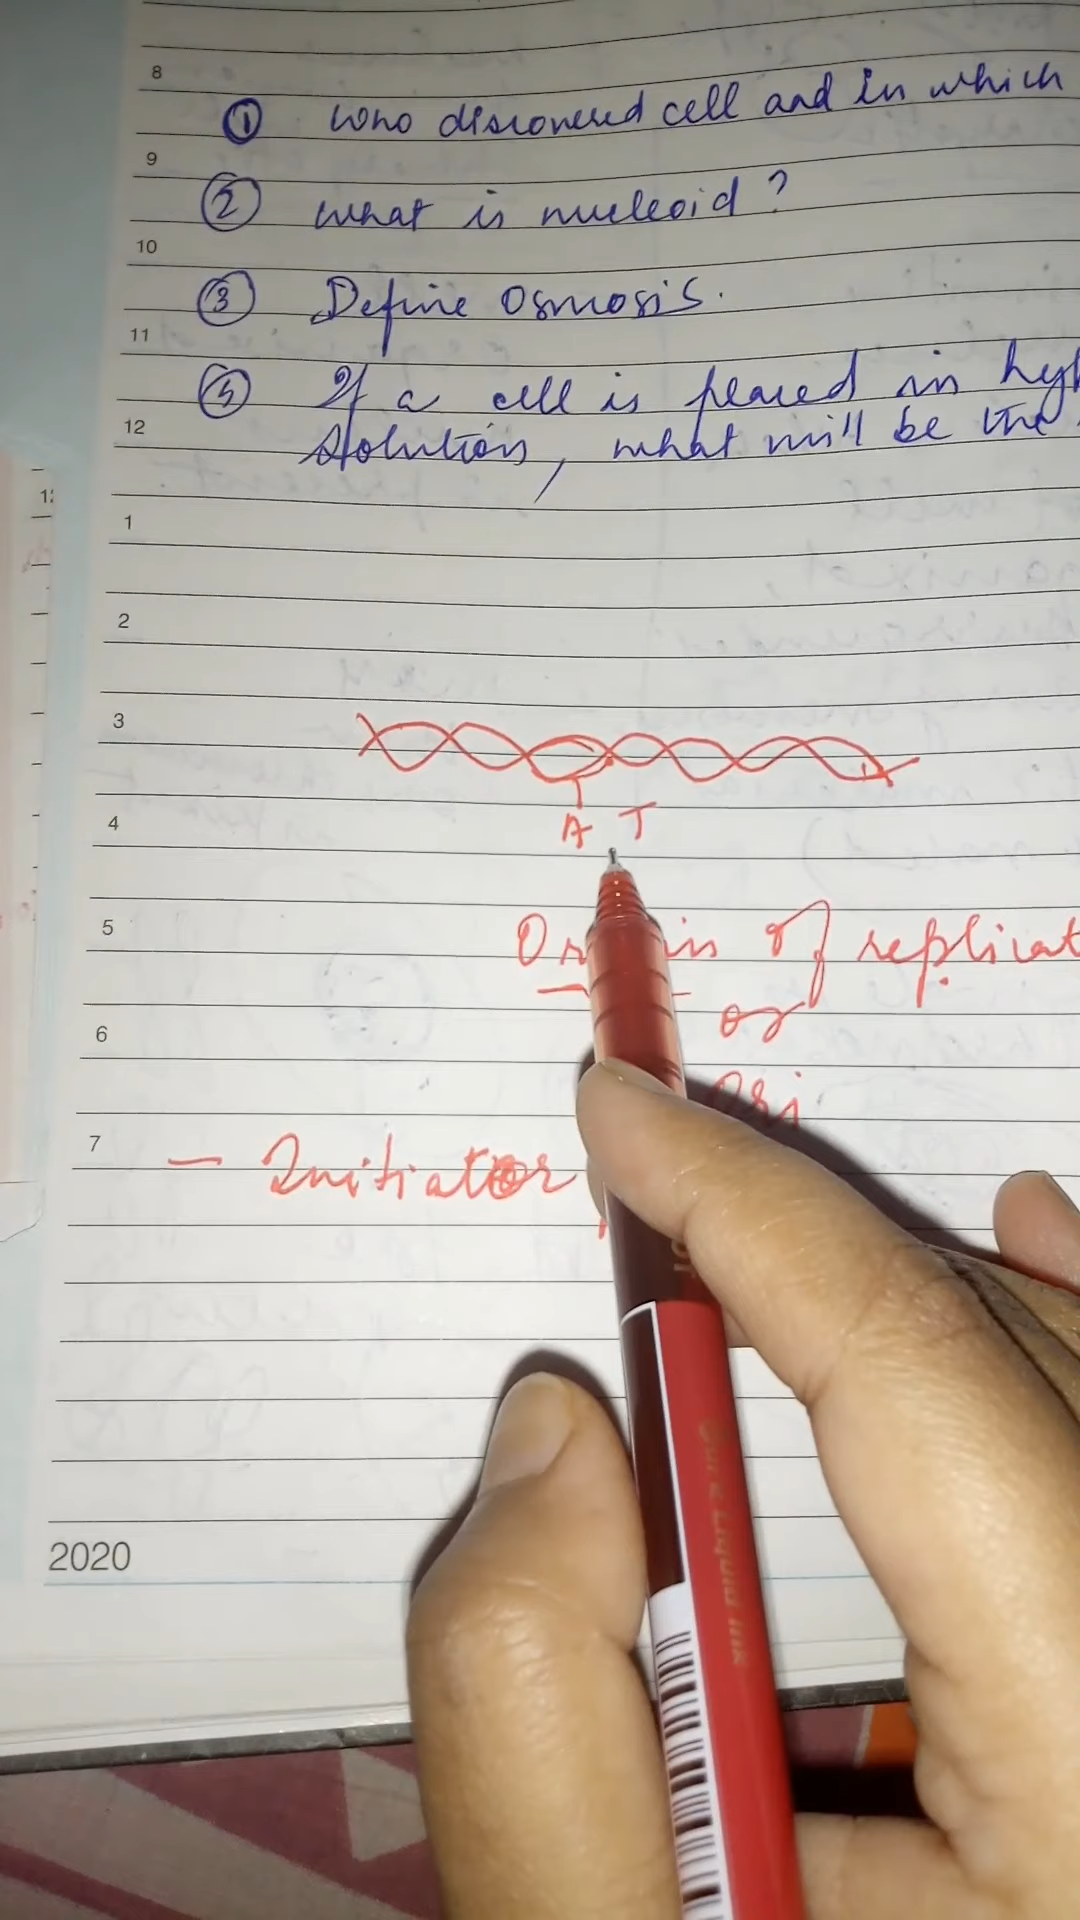 8
① who discovered cell and in which
9
② what is nucleoid ?
10
③ Define Osmosis.
11
If a cell is placed in
12
solution, what will be the
1
2
3
4
A T
5
in of replicat
or
6
Ori
7
– Initiator
2020